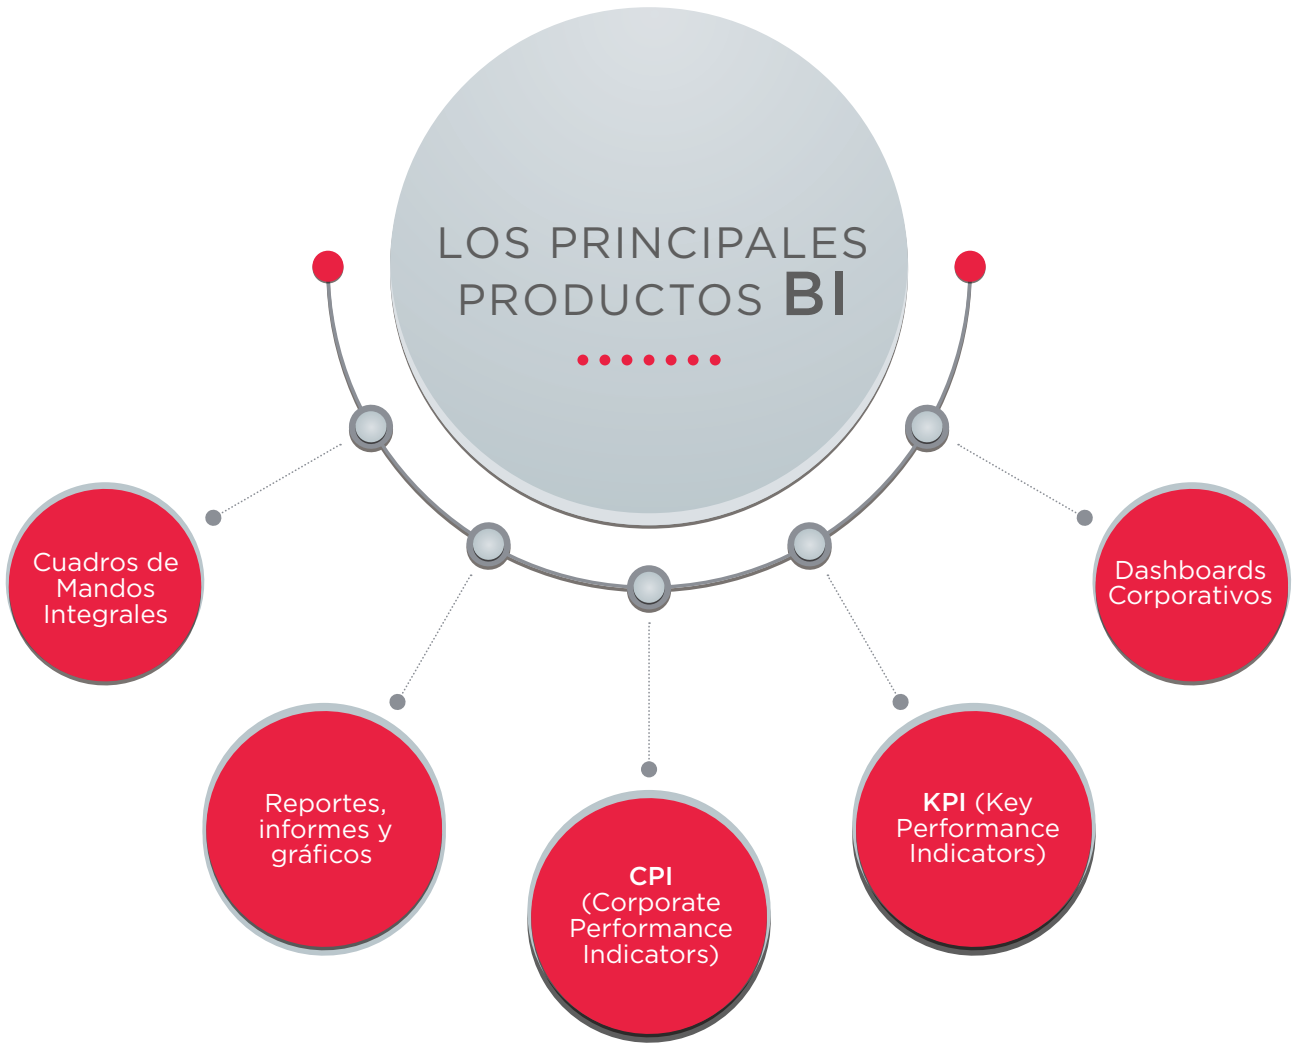 LOS PRINCIPALES
PRODUCTOS BI
Cuadros de
Mandos
Integrales
Reportes,
informes y
gráficos
CPI
(Corporate
Performance
Indicators)
KPI (Key
Performance
Indicators)
Dashboards
Corporativos